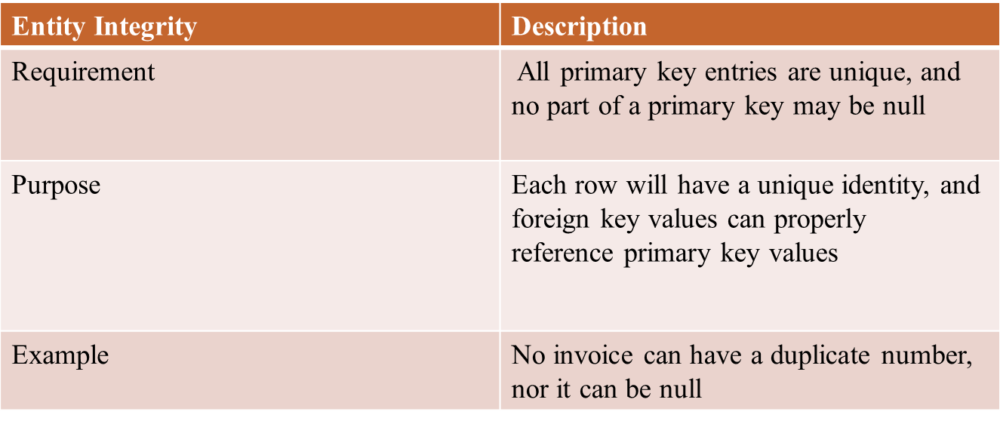 Entity Integrity
Description
Requirement
All primary key entries are unique, and
no part of a primary key may be null
Purpose
Each row will have a unique identity, and
foreign key values can properly
reference primary key values
Example
No invoice can have a duplicate number,
nor it can be null